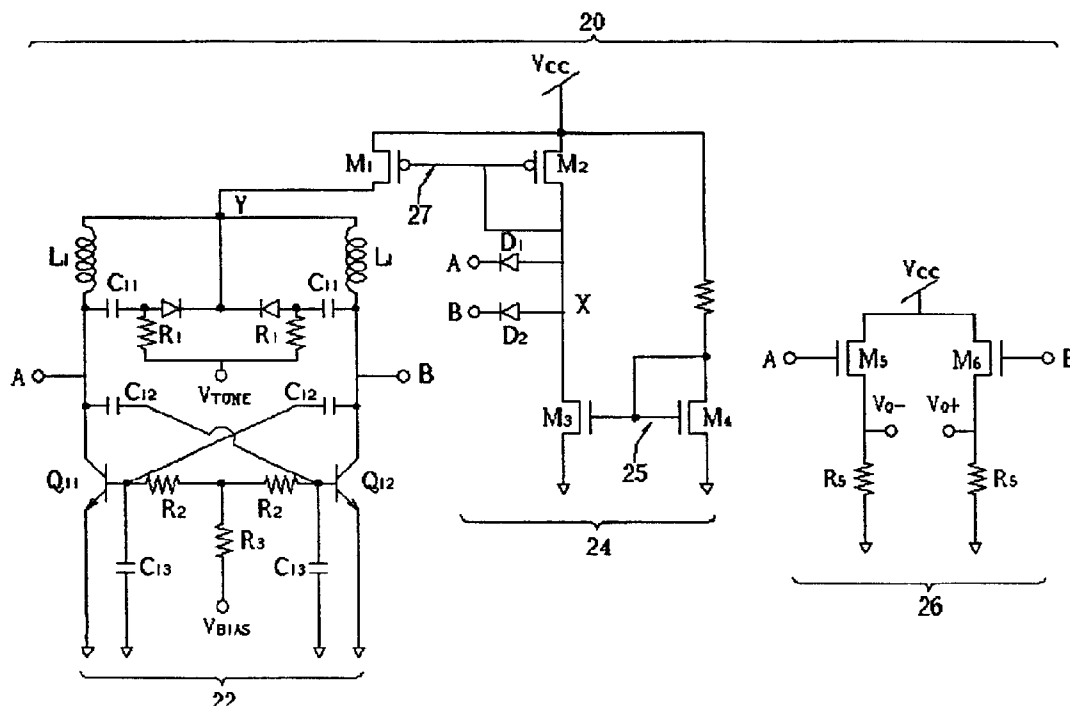 20
VCC
M1
M2
27
Y
L1
L1
D1
A
C11
C11
X
B
D2
R1
R1
VCC
A
M5
M6
B
A
B
VTUNE
C12
C12
M3
M4
VO-
VO+
25
Q11
Q12
R2
R2
R5
R5
R3
24
C13
C13
26
VBIAS
22